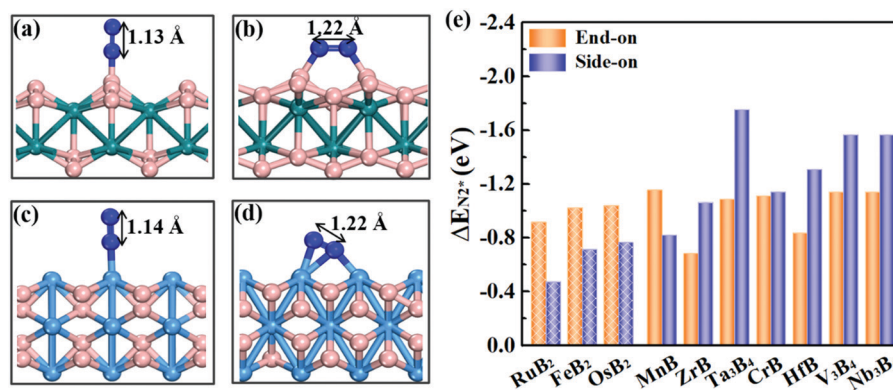 (a)
1.13 Å
(b)
1.22 Å
(c)
1.14 Å
(d)
1.22 Å
(e)
-2.4
-2.0
-1.6
-1.2
-0.8
-0.4
0.0
ΔE_N2* (eV)
End-on
Side-on
RuB₂
FeB₂
OsB₂
MnB
ZrB
Ta₃B₄
CrB
HfB
V₃B₄
Nb₃B